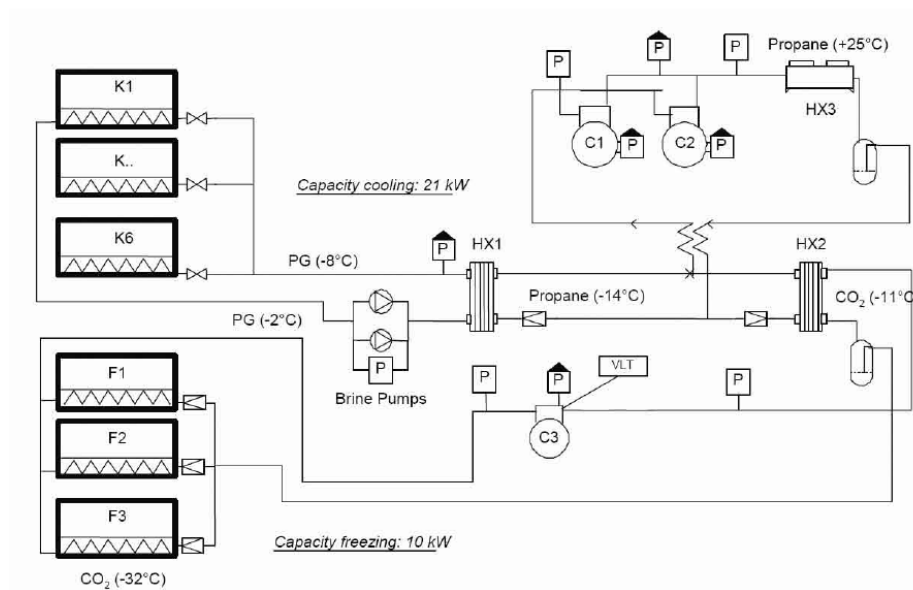 K1
K..
K6
Capacity cooling: 21 kW
P
P
P
Propane (+25°C)
HX3
C1
P
C2
P
P
HX1
HX2
PG (-8°C)
Propane (-14°C)
CO₂ (-11°C)
PG (-2°C)
P
Brine Pumps
F1
F2
F3
P
P
VLT
P
C3
Capacity freezing: 10 kW
CO₂ (-32°C)